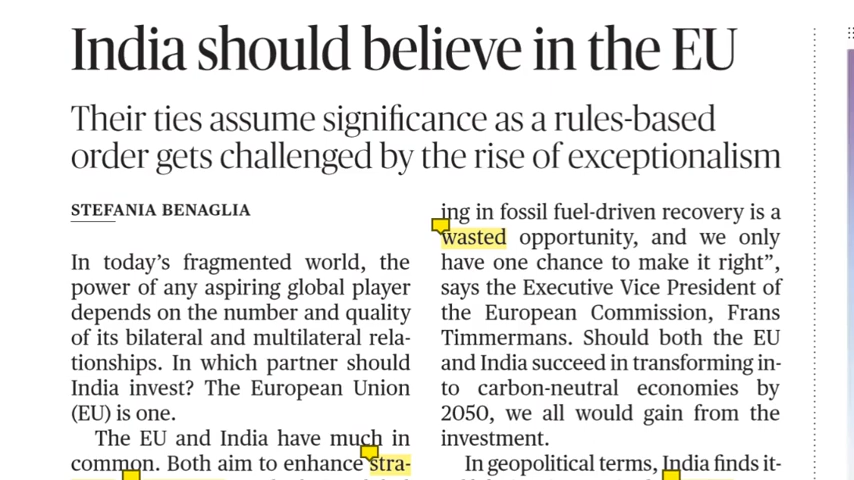 India should believe in the EU
Their ties assume significance as a rules-based
order gets challenged by the rise of exceptionalism
STEFANIA BENAGLIA
In today's fragmented world, the
power of any aspiring global player
depends on the number and quality
of its bilateral and multilateral rela-
tionships. In which partner should
India invest? The European Union
(EU) is one.
The EU and India have much in
common. Both aim to enhance stra-
ing in fossil fuel-driven recovery is a
wasted opportunity, and we only
have one chance to make it right”,
says the Executive Vice President of
the European Commission, Frans
Timmermans. Should both the EU
and India succeed in transforming in-
to carbon-neutral economies by
2050, we all would gain from the
investment.
In geopolitical terms, India finds it-